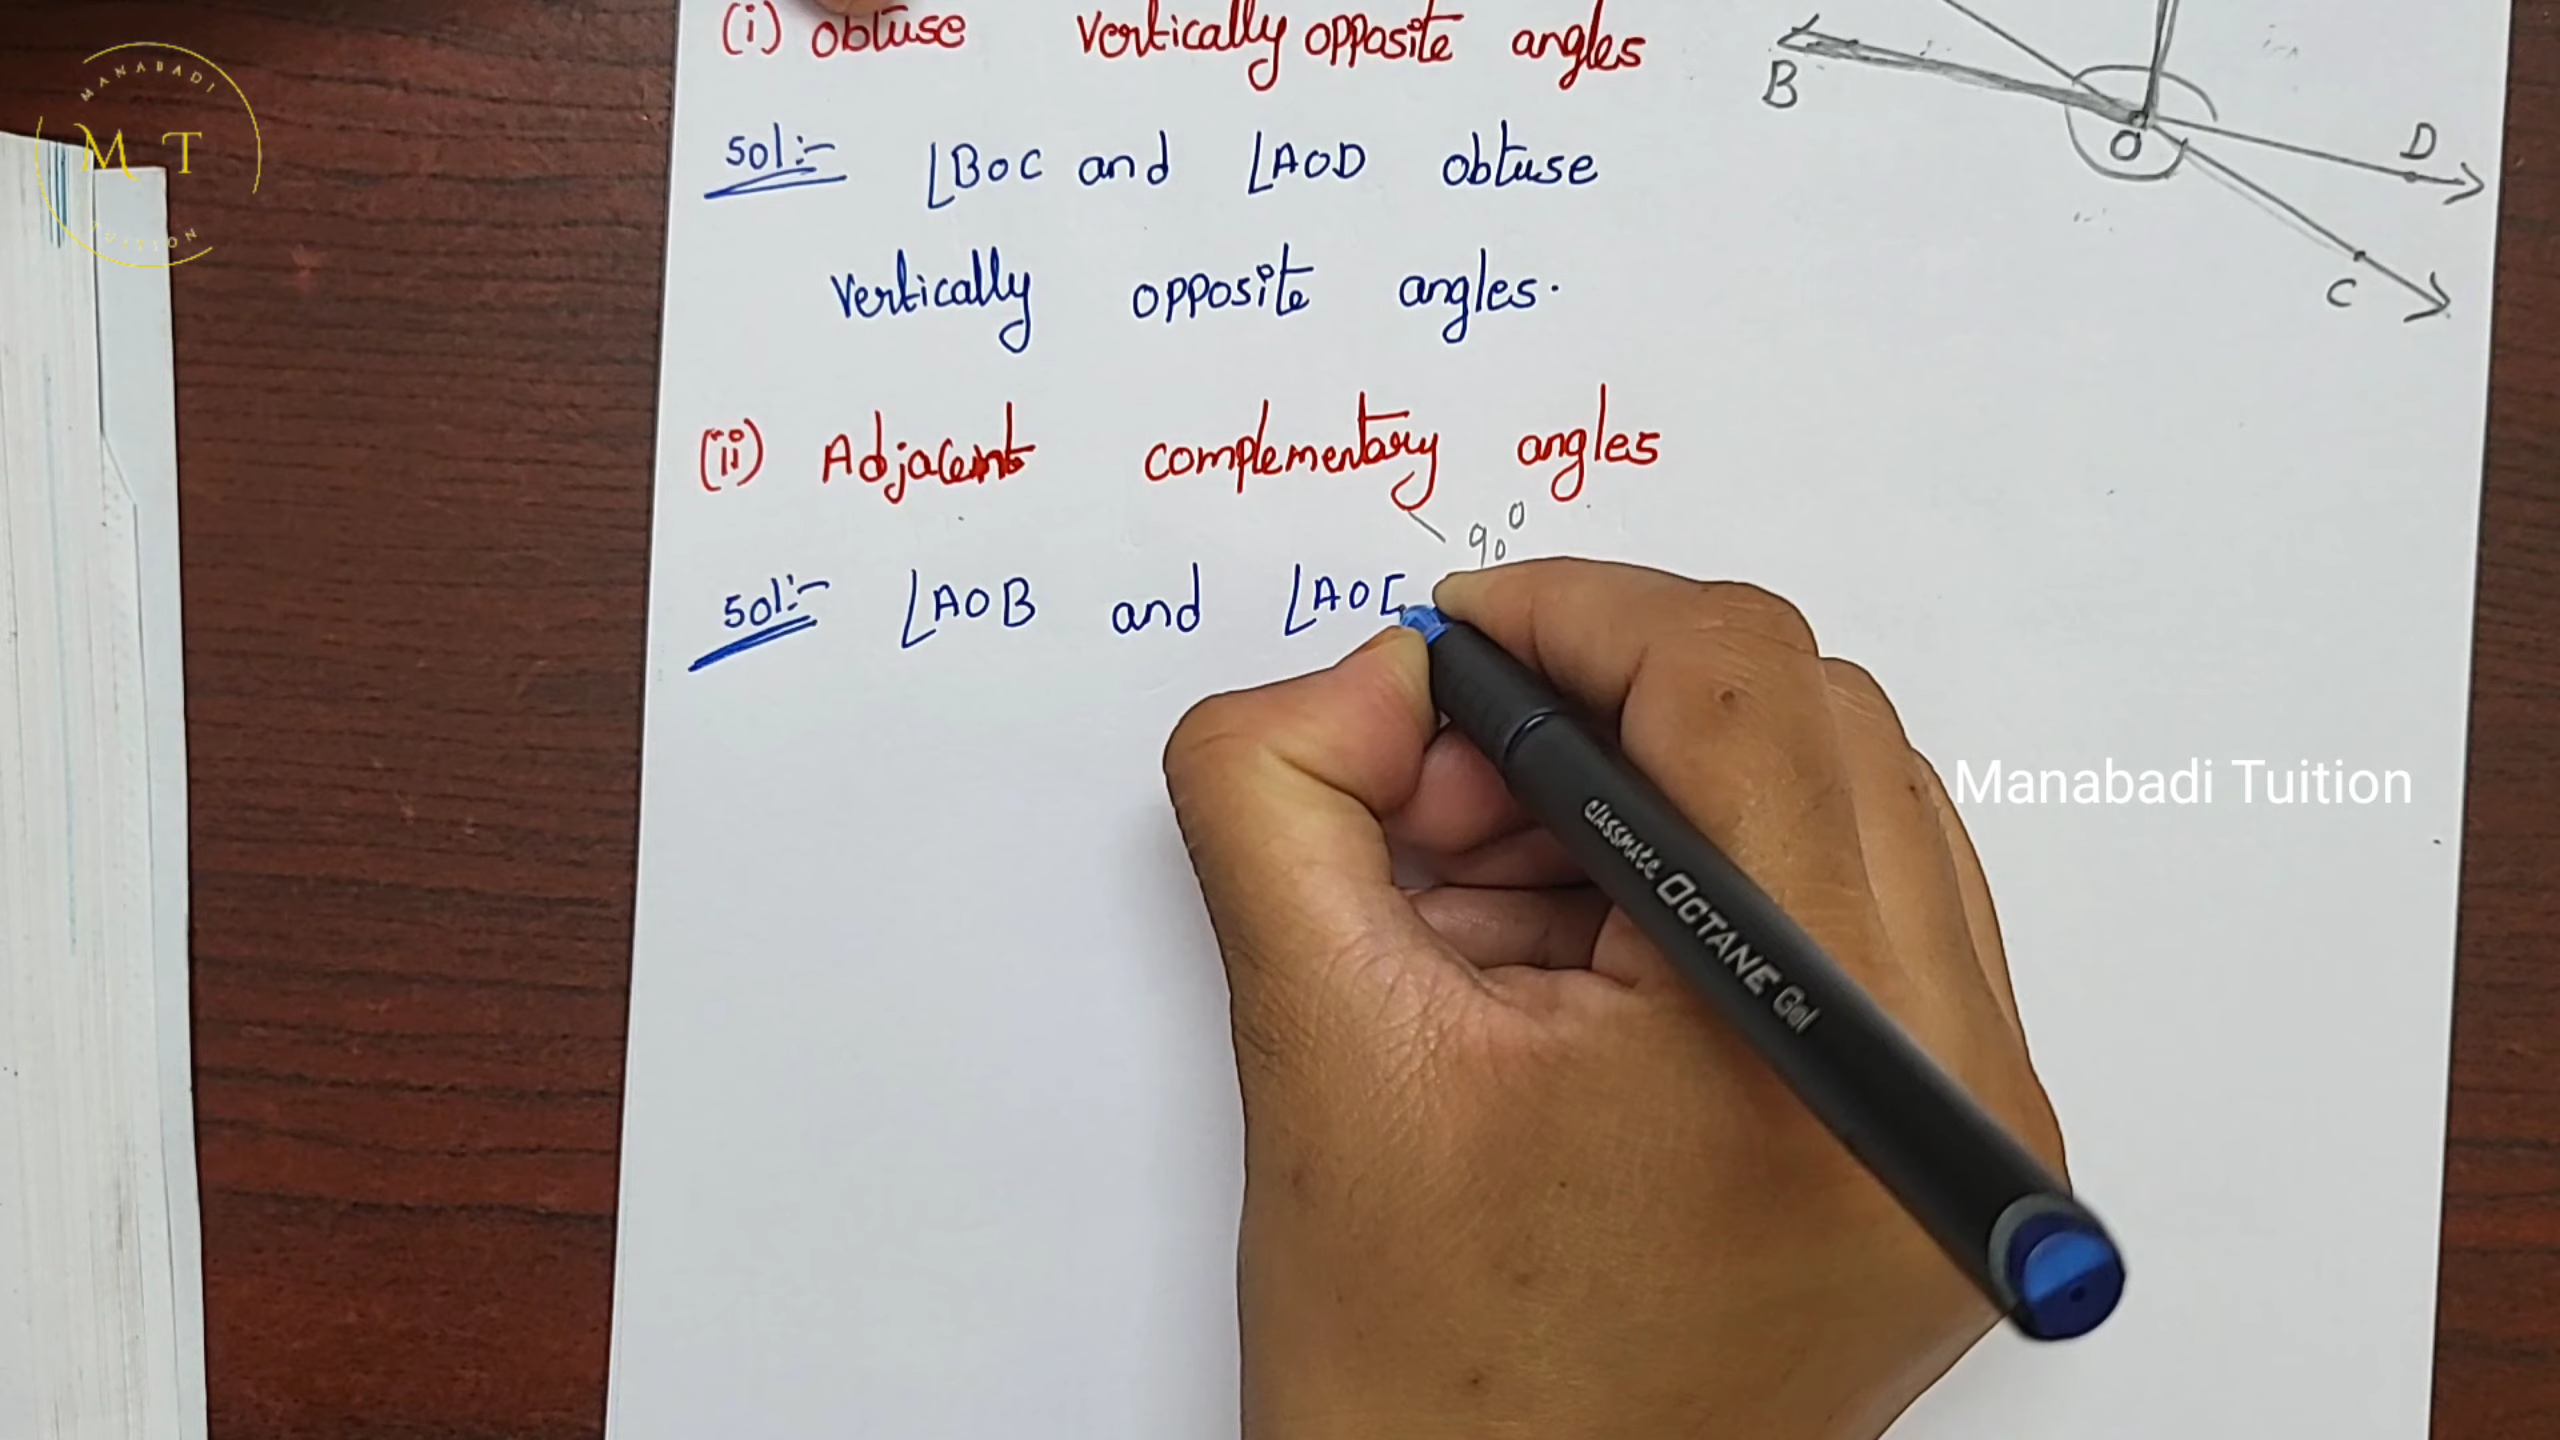 MANABADI
M T
TUITION
(i) obtuse vertically opposite angles
B
O
D
C
Sol:- ∠BOC and ∠AOD obtuse
vertically opposite angles.
(ii) Adjacent complementary angles
90°
Sol:- ∠AOB and ∠AOE
Manabadi Tuition
classmate OCTANE Gel